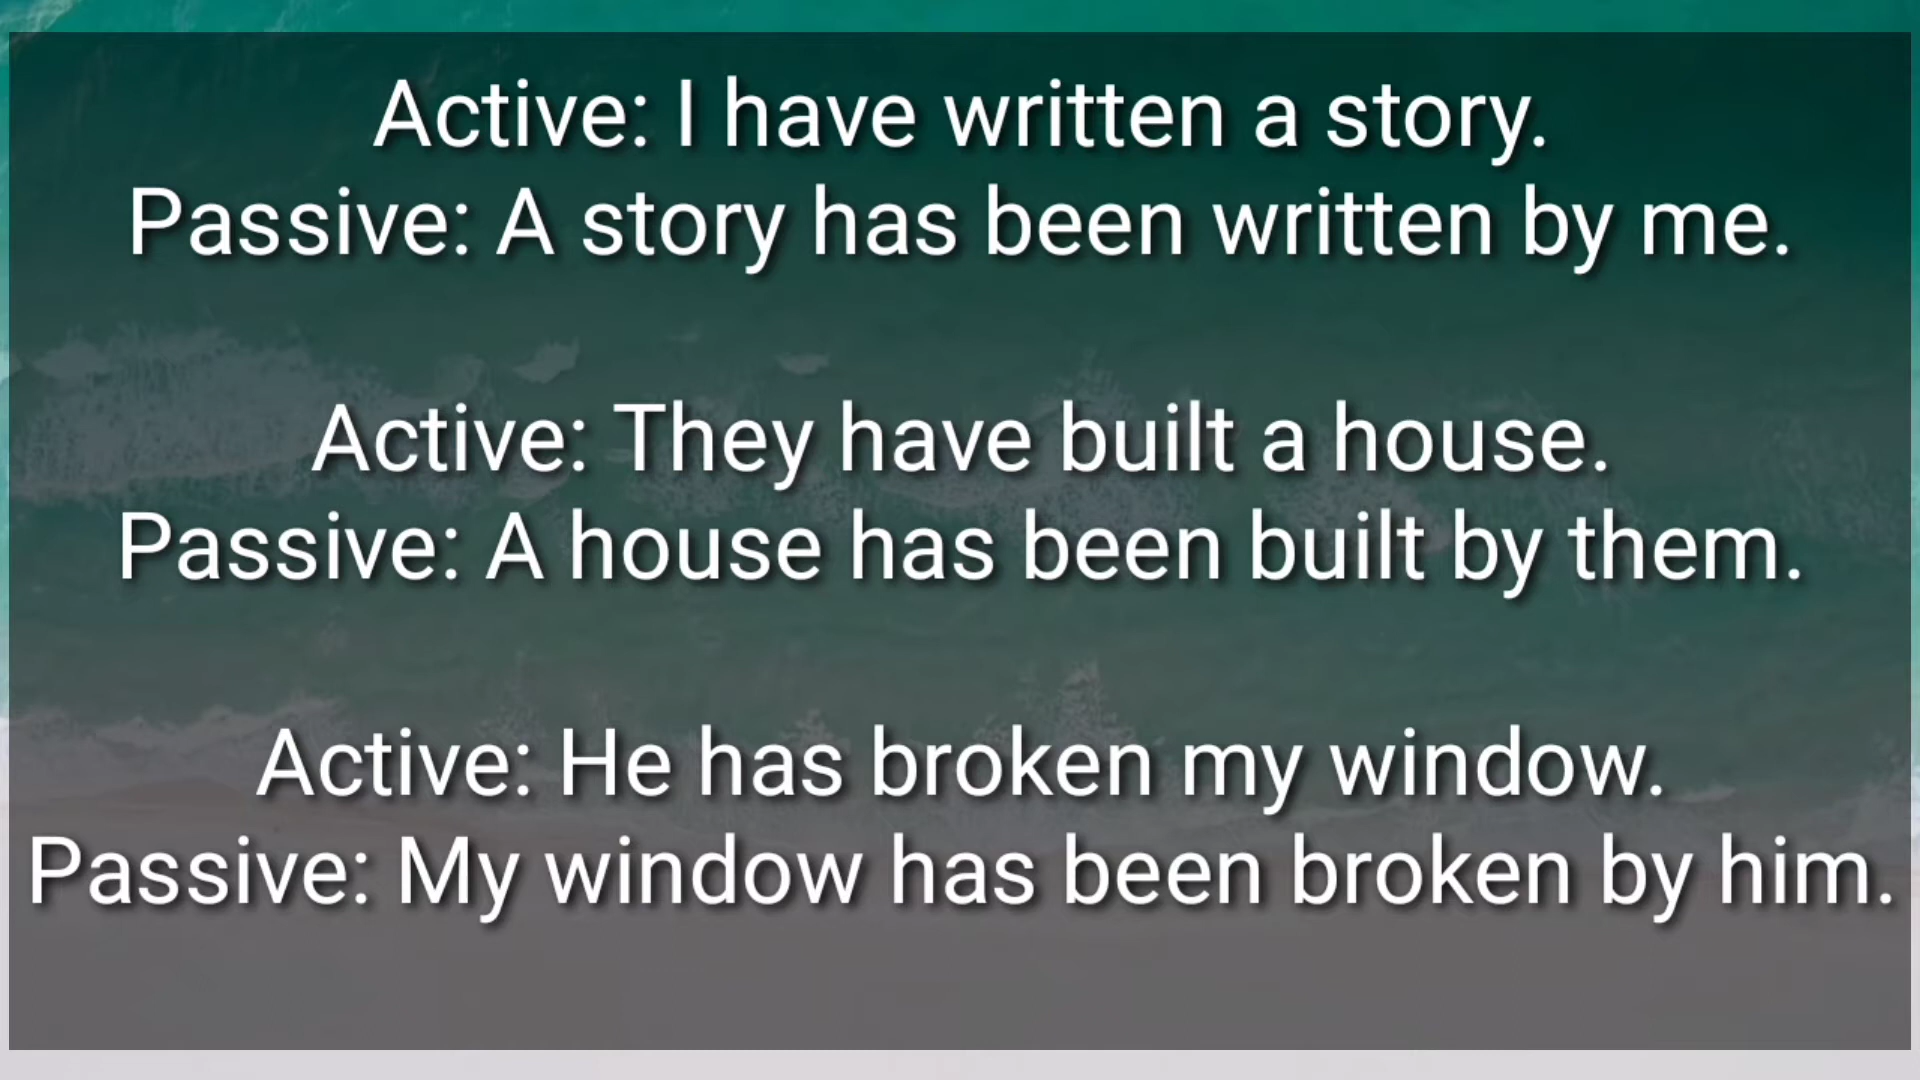 Active: I have written a story.
Passive: A story has been written by me.
Active: They have built a house.
Passive: A house has been built by them.
Active: He has broken my window.
Passive: My window has been broken by him.